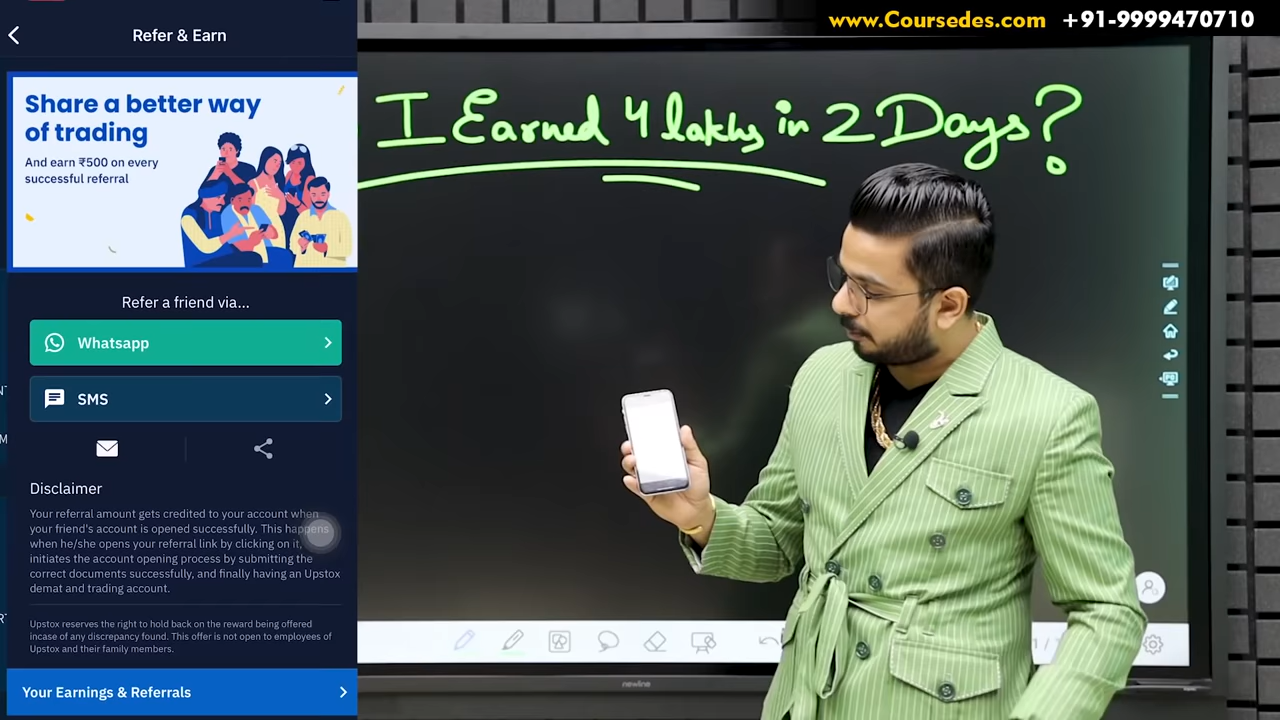 www.Coursedes.com +91-9999470710
Refer & Earn
Share a better way
of trading
And earn ₹500 on every
successful referral
Refer a friend via...
Whatsapp
SMS
Disclaimer
Your referral amount gets credited to your account when
your friend's account is opened successfully. This happens
when he/she opens your referral link by clicking on it,
initiates the account opening process by submitting the
correct documents successfully, and finally having an Upstox
demat and trading account.
Upstox reserves the right to hold back on the reward being offered
incase of any discrepancy found. This offer is not open to employees of
Upstox and their family members.
Your Earnings & Referrals
I Earned 4 lakhs in 2 Days?
newline